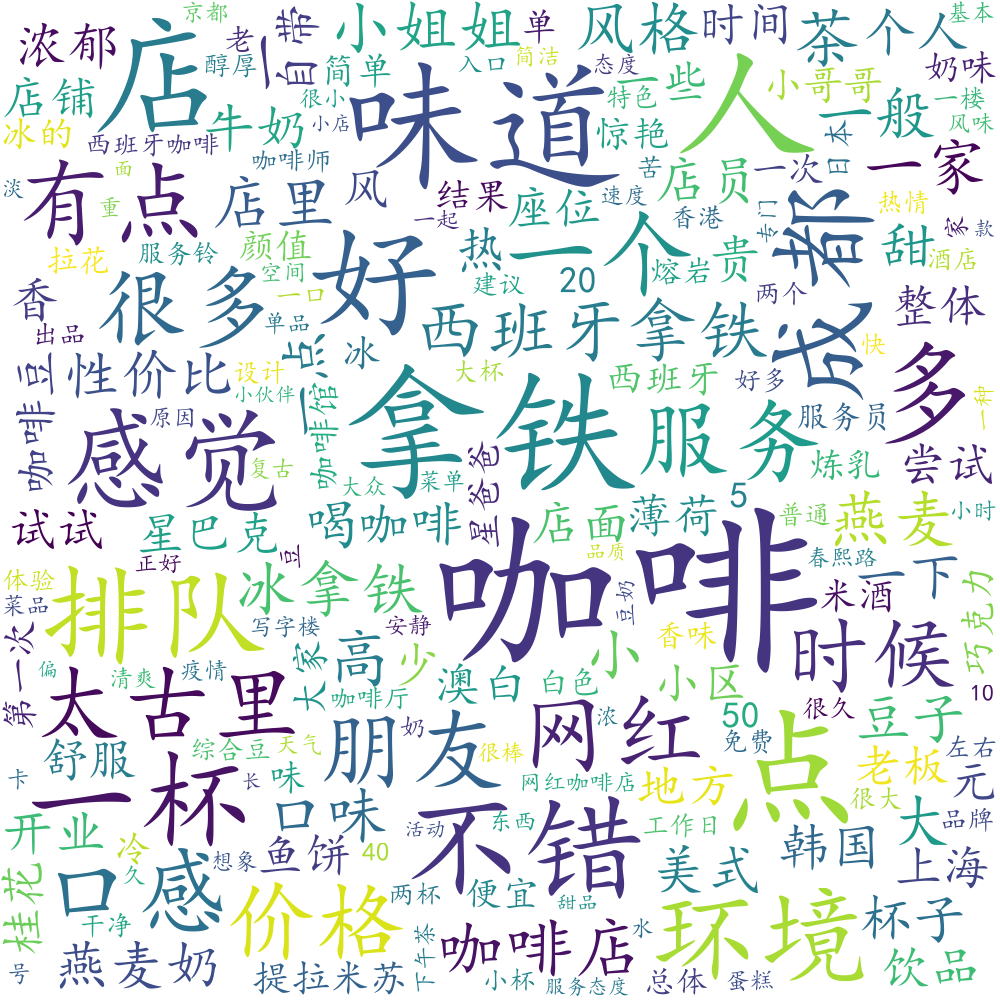 京都
浓郁
店
老
一直
带
小姐姐
单
风格
时间
茶
个人
基本
醇厚
简单
入口
简洁
态度
一些
小哥哥
奶味
店铺
味道
人
很小
特色
一般
一楼
冰的
牛奶
小店
惊艳
日本
风味
西班牙咖啡
咖啡师
苦
店员
一次
一家
淡
面
有点
店里
风
结果
座位
速度
热情
重
一起
香港
专门
成都
家
款
拉花
服务铃
颜值
好
热
一个
贵
甜
酒店
空间
建议
20
熔岩
两个
香
很多
一口
整体
出品
单品
一点
冰
西班牙拿铁
快
咖啡豆
性价比
设计
咖啡馆
大杯
西班牙
好多
多
小伙伴
拿铁
一种
感觉
原因
服务
服务员
复古
星爸爸
炼乳
尝试
大众
菜单
试试
星巴克
喝咖啡
5
店面
薄荷
普通
燕麦
小时
正好
豆
咖啡
品质
春熙路
体验
排队
冰拿铁
豆奶
一下
菜品
米酒
巧克力
写字楼
安静
香味
时候
第一次
偏
疫情
大家
高
少
小
太古里
清爽
咖啡厅
澳白
白色
小区
10
朋友
奶
网红
浓
50
很久
豆子
舒服
综合豆
天气
很棒
免费
点
左右
卡
一杯
长
味
网红咖啡店
地方
老板
元
口味
不错
很大
开业
冷
活动
东西
工作日
大
品牌
久
想象
鱼饼
40
美式
韩国
上海
桂花
口感
价格
两杯
便宜
甜品
环境
杯子
干净
下午茶
咖啡店
水
号
燕麦奶
提拉米苏
小杯
服务态度
总体
蛋糕
饮品